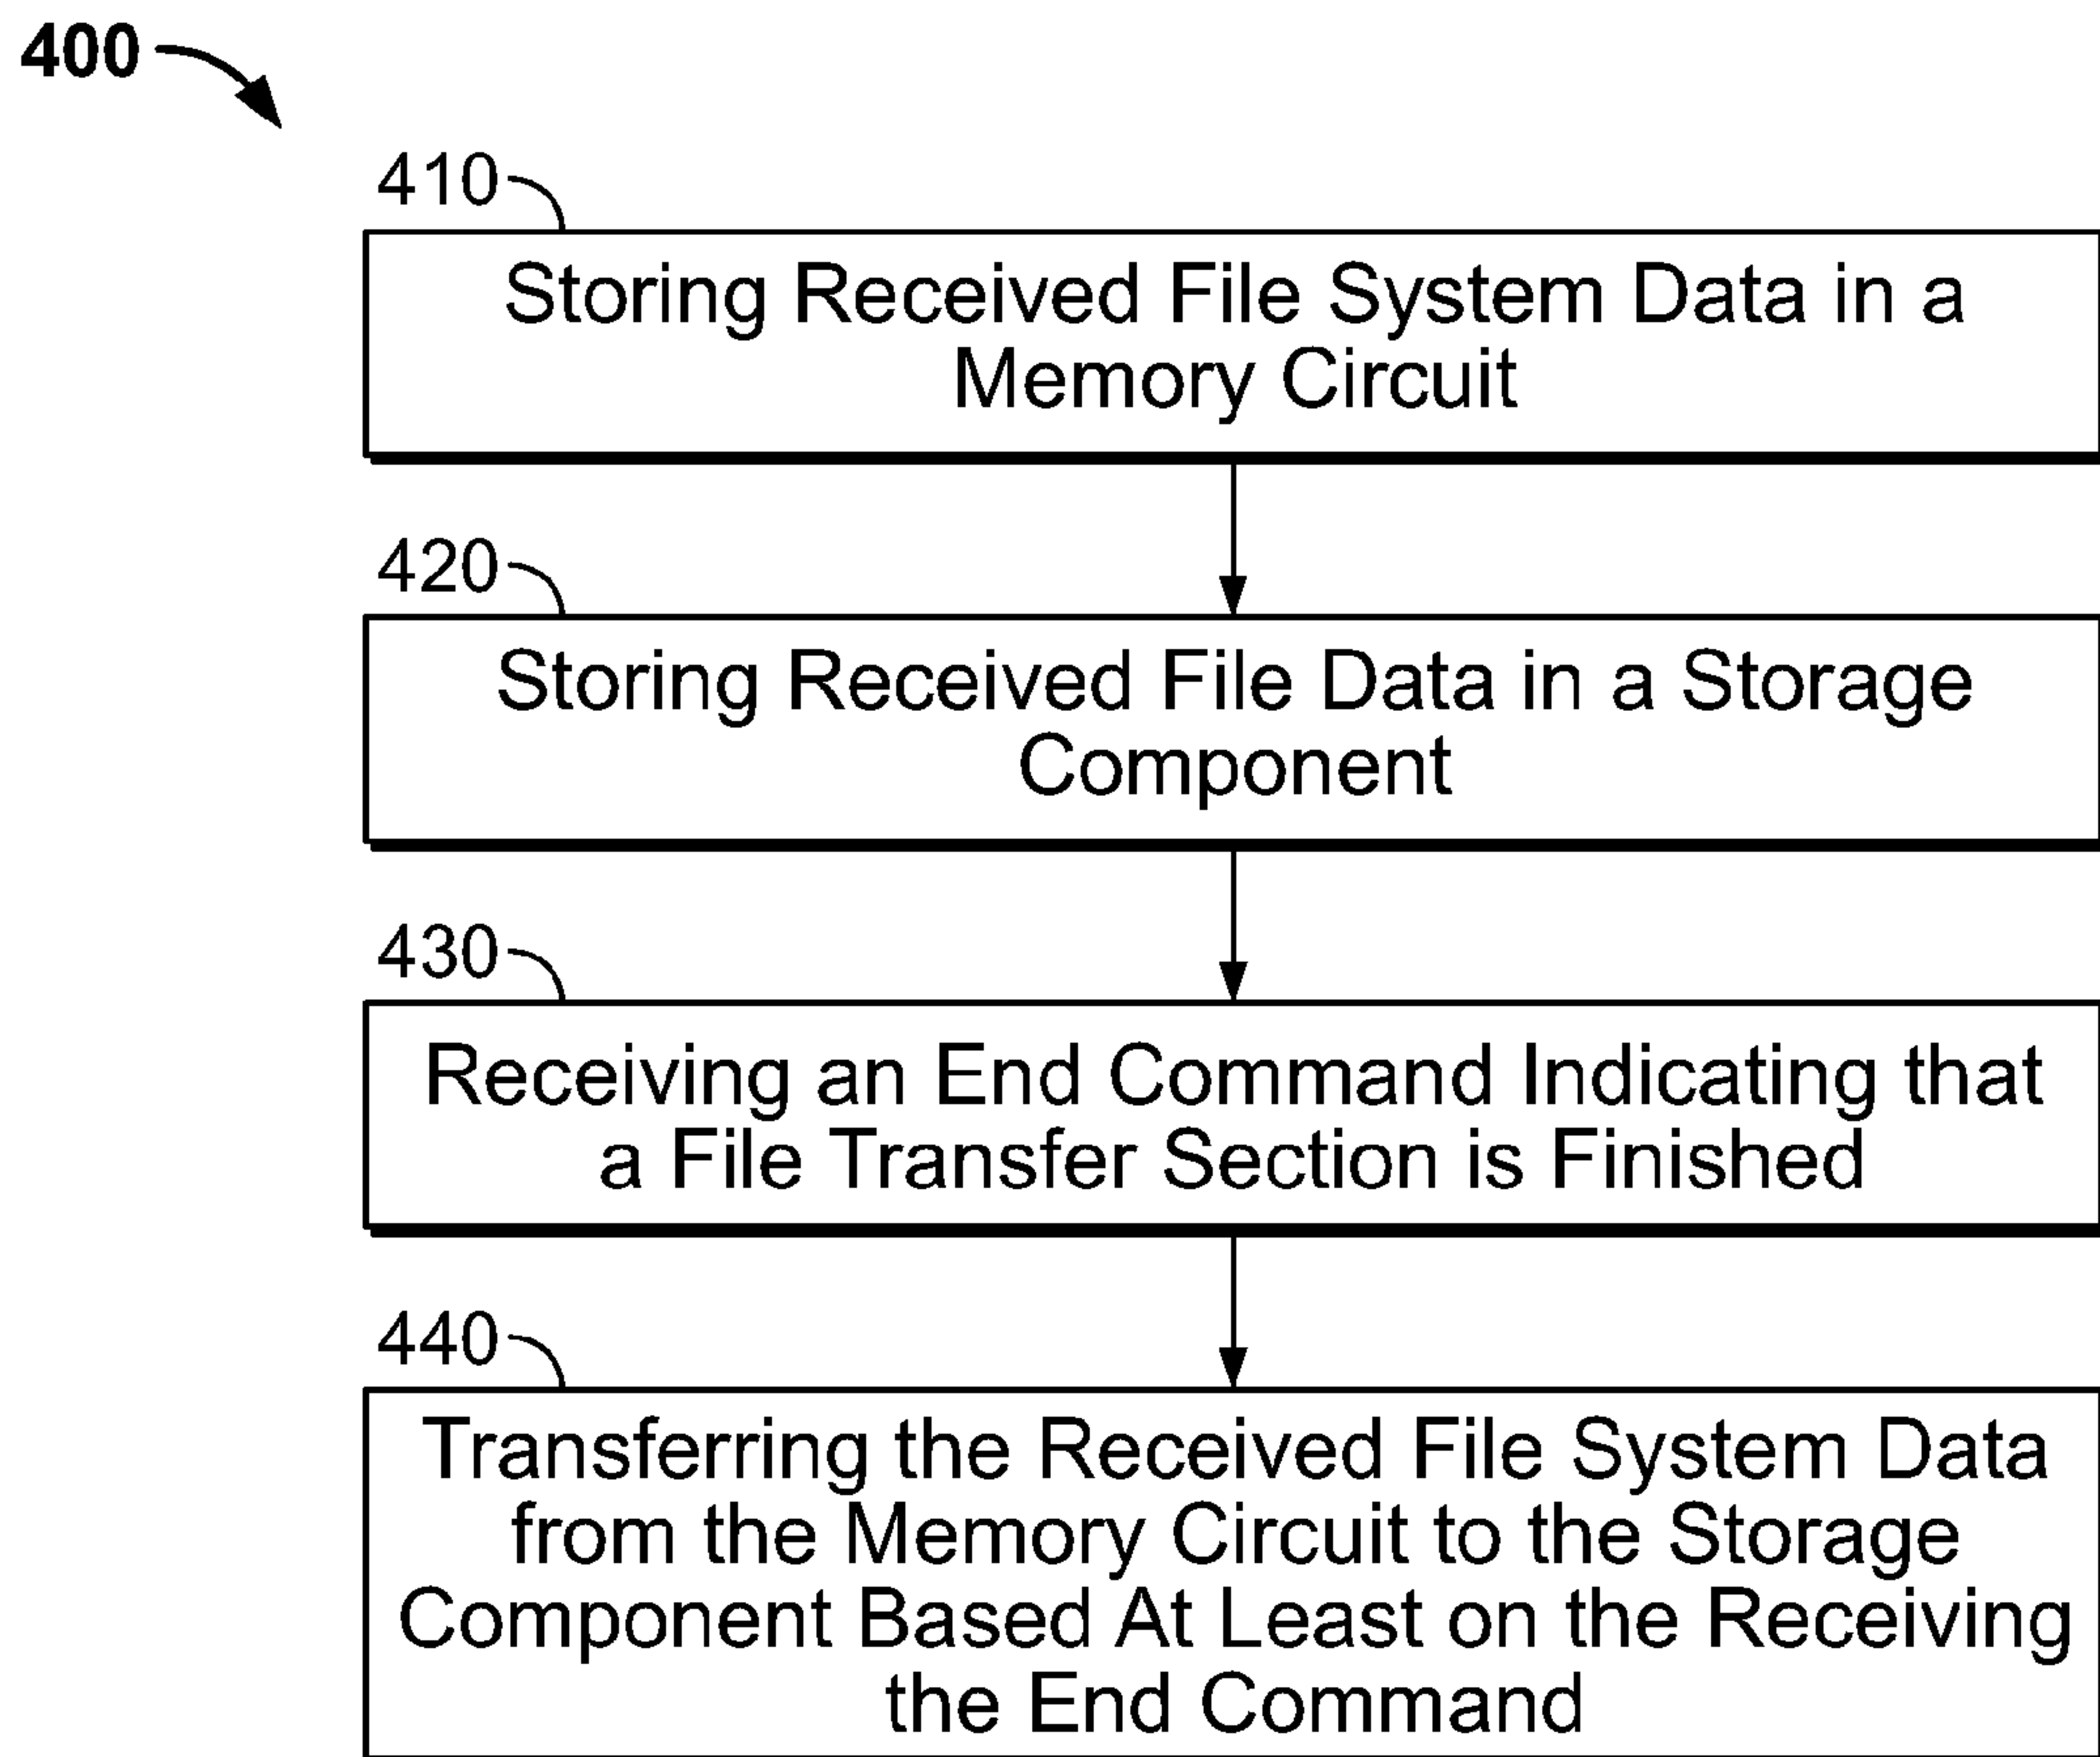 400
410
Storing Received File System Data in a
Memory Circuit
420
Storing Received File Data in a Storage
Component
430
Receiving an End Command Indicating that
a File Transfer Section is Finished
440
Transferring the Received File System Data
from the Memory Circuit to the Storage
Component Based At Least on the Receiving
the End Command